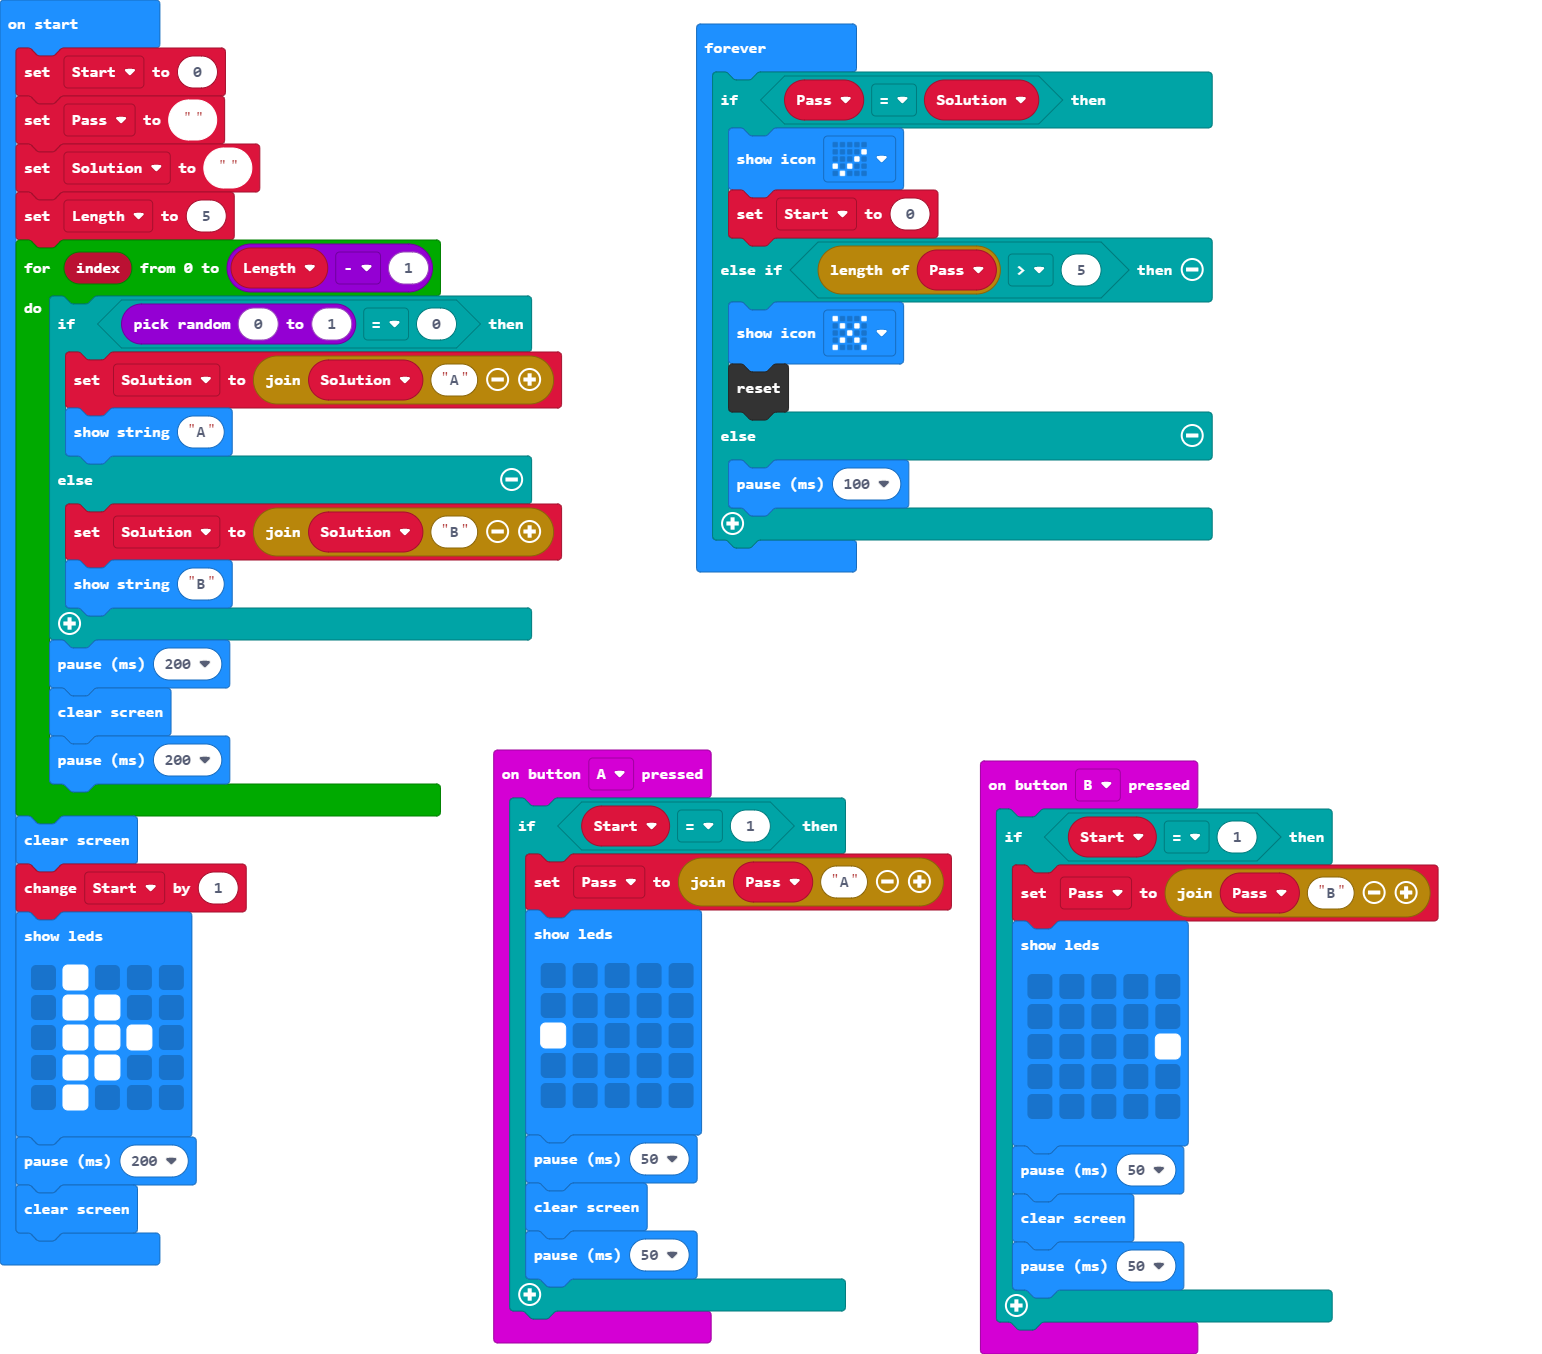 on start
set Start to 0
set Pass to " "
set Solution to " "
set Length to 5
for index from 0 to Length - 1
do
if pick random 0 to 1 = 0 then
set Solution to join Solution "A"
show string "A"
else
set Solution to join Solution "B"
show string "B"
pause (ms) 200
clear screen
pause (ms) 200
clear screen
change Start by 1
show leds
pause (ms) 200
clear screen
forever
if Pass = Solution then
show icon
set Start to 0
else if length of Pass > 5 then
show icon
reset
else
pause (ms) 100
on button A pressed
if Start = 1 then
set Pass to join Pass "A"
show leds
pause (ms) 50
clear screen
pause (ms) 50
on button B pressed
if Start = 1 then
set Pass to join Pass "B"
show leds
pause (ms) 50
clear screen
pause (ms) 50